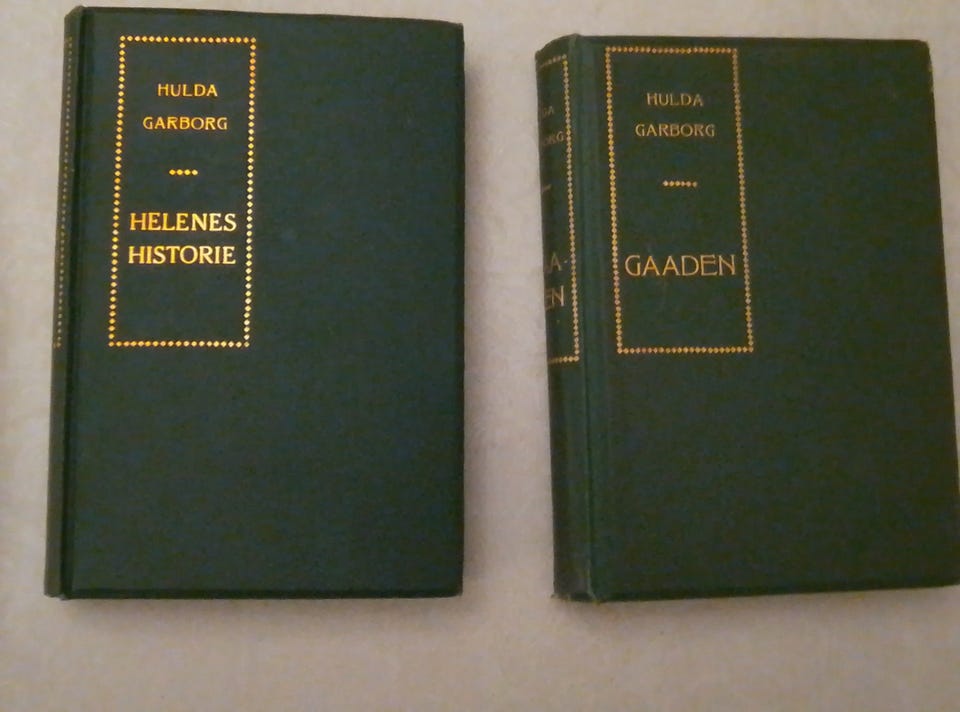 HULDA
GARBORG
HELENES
HISTORIE
HULDA
GARBORG
GAADEN